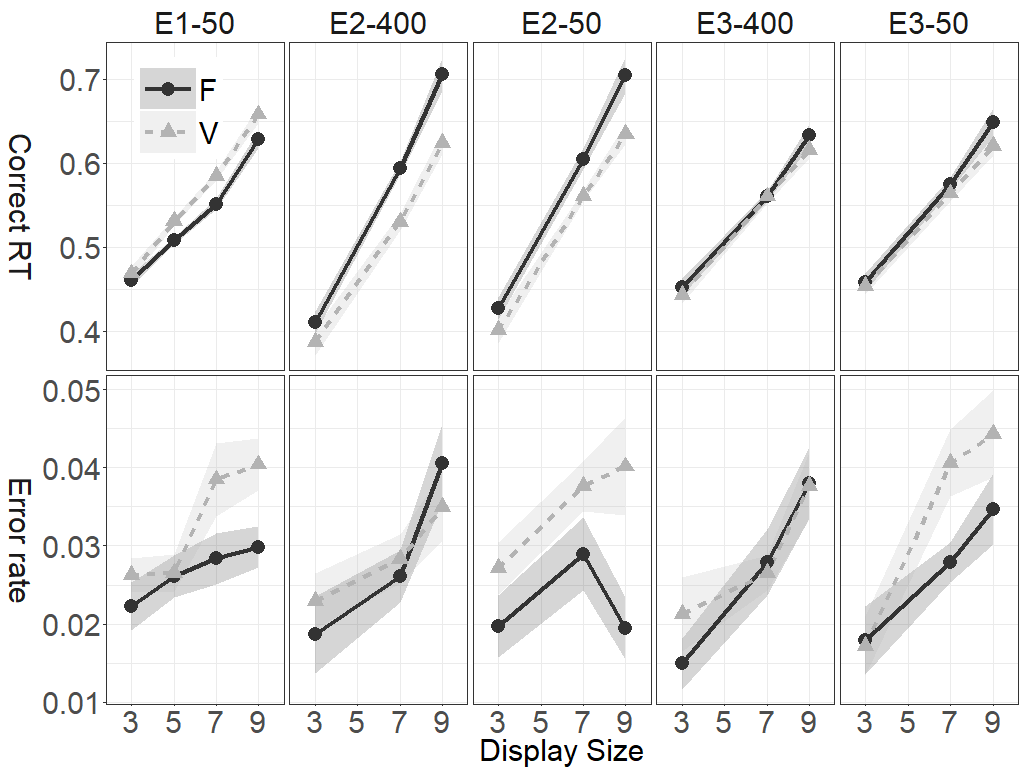 E1-50 E2-400 E2-50 E3-400 E3-50
F
V
Correct RT
0.7
0.6
0.5
0.4
Error rate
0.05
0.04
0.03
0.02
0.01
3 5 7 9 3 5 7 9 3 5 7 9 3 5 7 9 3 5 7 9
Display Size